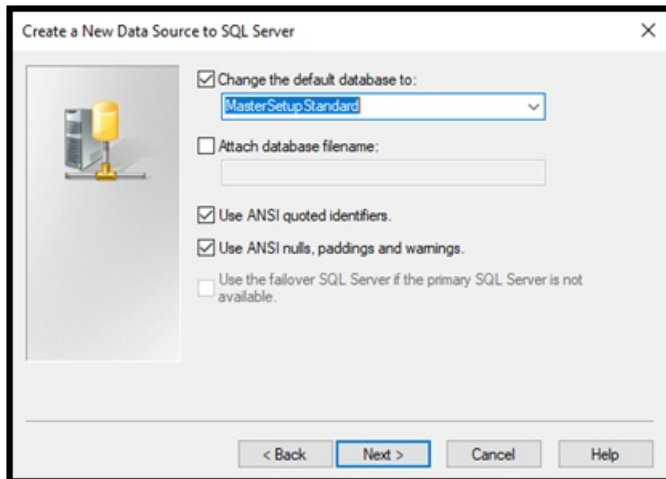 Create a New Data Source to SQL Server
Change the default database to:
MasterSetupStandard
Attach database filename:
Use ANSI quoted identifiers.
Use ANSI nulls, paddings and warnings.
Use the failover SQL Server if the primary SQL Server is not
available.
< Back Next > Cancel Help